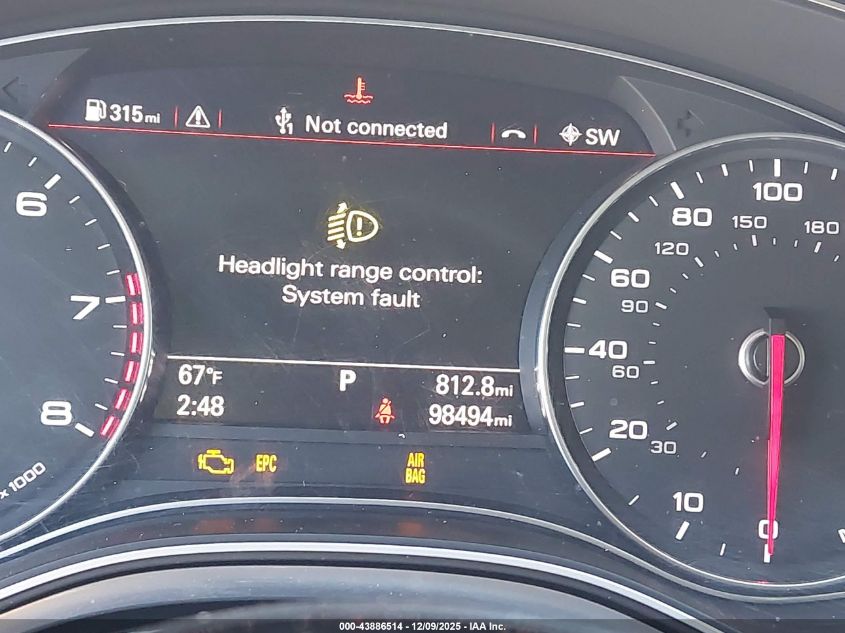 315mi
1 Not connected
SW
Headlight range control:
System fault
67°F P 812.8mi
2:48 98494mi
EPC AIR BAG
6
7
8
x 1000
0
10
20
30
40
60
60
90
80
120
100
150
180
000-43886514 - 12/09/2025 - IAA Inc.